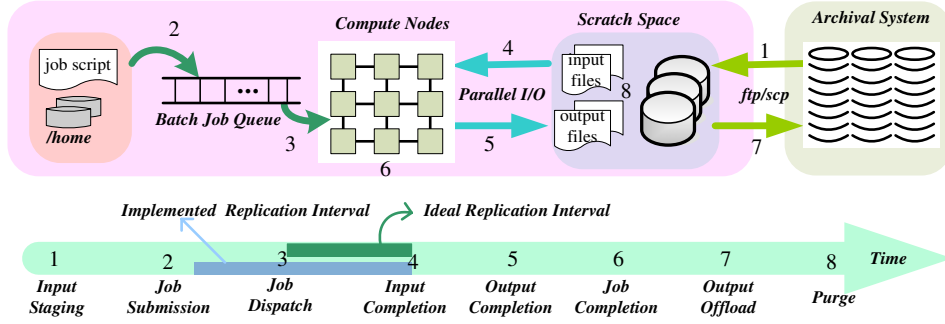 Compute Nodes
Scratch Space
Archival System
2
4
1
job script
input
files
8
Parallel I/O
ftp/scp
Batch Job Queue
/home
3
output
files
5
7
6
Implemented Replication Interval
Ideal Replication Interval
1
2
3
4
5
6
7
8
Time
Input
Staging
Job
Submission
Job
Dispatch
Input
Completion
Output
Completion
Job
Completion
Output
Offload
Purge